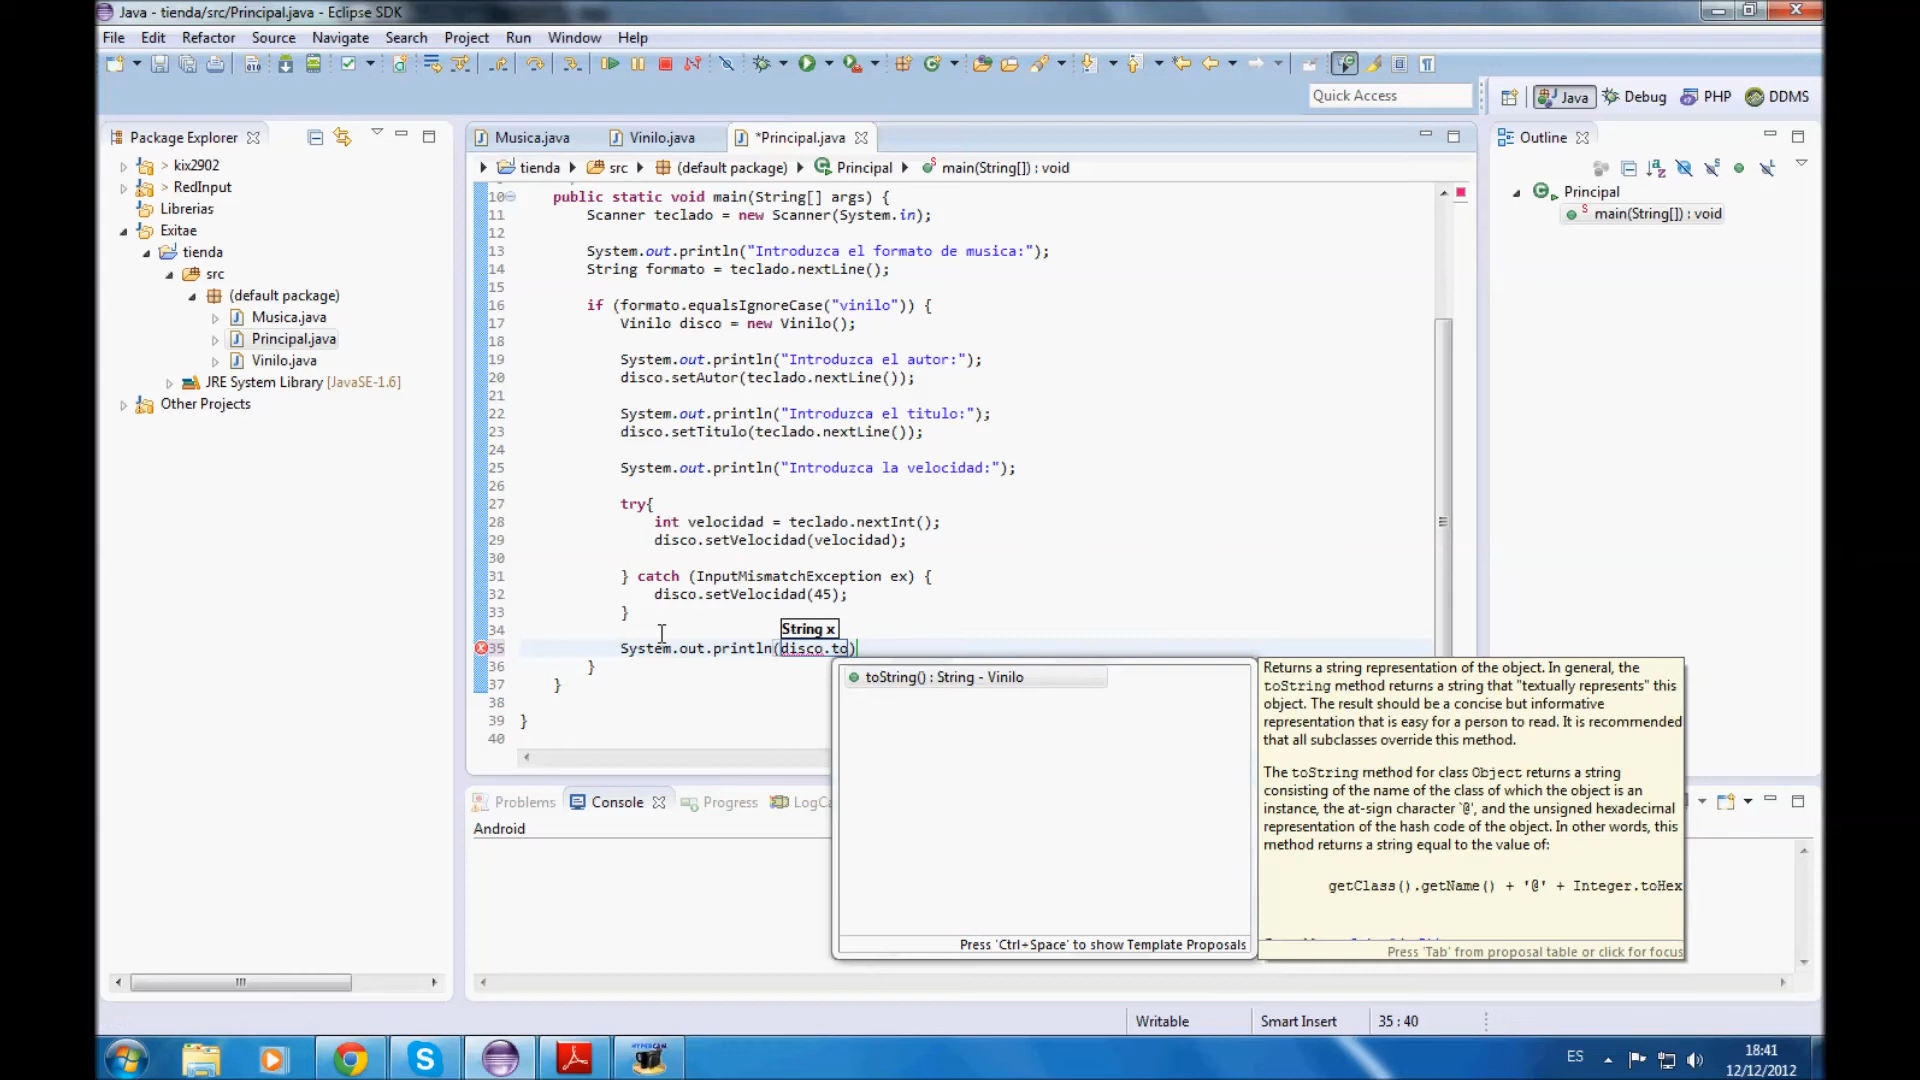 Java - tienda/src/Principal.java - Eclipse SDK
File Edit Refactor Source Navigate Search Project Run Window Help
Quick Access
Java Debug PHP DDMS
Package Explorer
> kix2902
> RedInput
Librerias
Exitae
tienda
src
(default package)
Musica.java
Principal.java
Vinilo.java
JRE System Library [JavaSE-1.6]
Other Projects
Musica.java Vinilo.java *Principal.java
tienda src (default package) Principal main(String[]) : void
10 public static void main(String[] args) {
11 Scanner teclado = new Scanner(System.in);
12
13 System.out.println("Introduzca el formato de musica:");
14 String formato = teclado.nextLine();
15
16 if (formato.equalsIgnoreCase("vinilo")) {
17 Vinilo disco = new Vinilo();
18
19 System.out.println("Introduzca el autor:");
20 disco.setAutor(teclado.nextLine());
21
22 System.out.println("Introduzca el titulo:");
23 disco.setTitulo(teclado.nextLine());
24
25 System.out.println("Introduzca la velocidad:");
26
27 try{
28 int velocidad = teclado.nextInt();
29 disco.setVelocidad(velocidad);
30
31 } catch (InputMismatchException ex) {
32 disco.setVelocidad(45);
33 }
34
String x
35 System.out.println(disco.to)
36 }
37 }
38
39 }
40
toString() : String - Vinilo
Press 'Ctrl+Space' to show Template Proposals
Returns a string representation of the object. In general, the
toString method returns a string that "textually represents" this
object. The result should be a concise but informative
representation that is easy for a person to read. It is recommended
that all subclasses override this method.
The toString method for class Object returns a string
consisting of the name of the class of which the object is an
instance, the at-sign character `@', and the unsigned hexadecimal
representation of the hash code of the object. In other words, this
method returns a string equal to the value of:
getClass().getName() + '@' + Integer.toHex
Press 'Tab' from proposal table or click for focus
Outline
Principal
main(String[]) : void
Problems Console Progress LogCa
Android
Writable Smart Insert 35 : 40
ES
18:41
12/12/2012
HYPERCAM